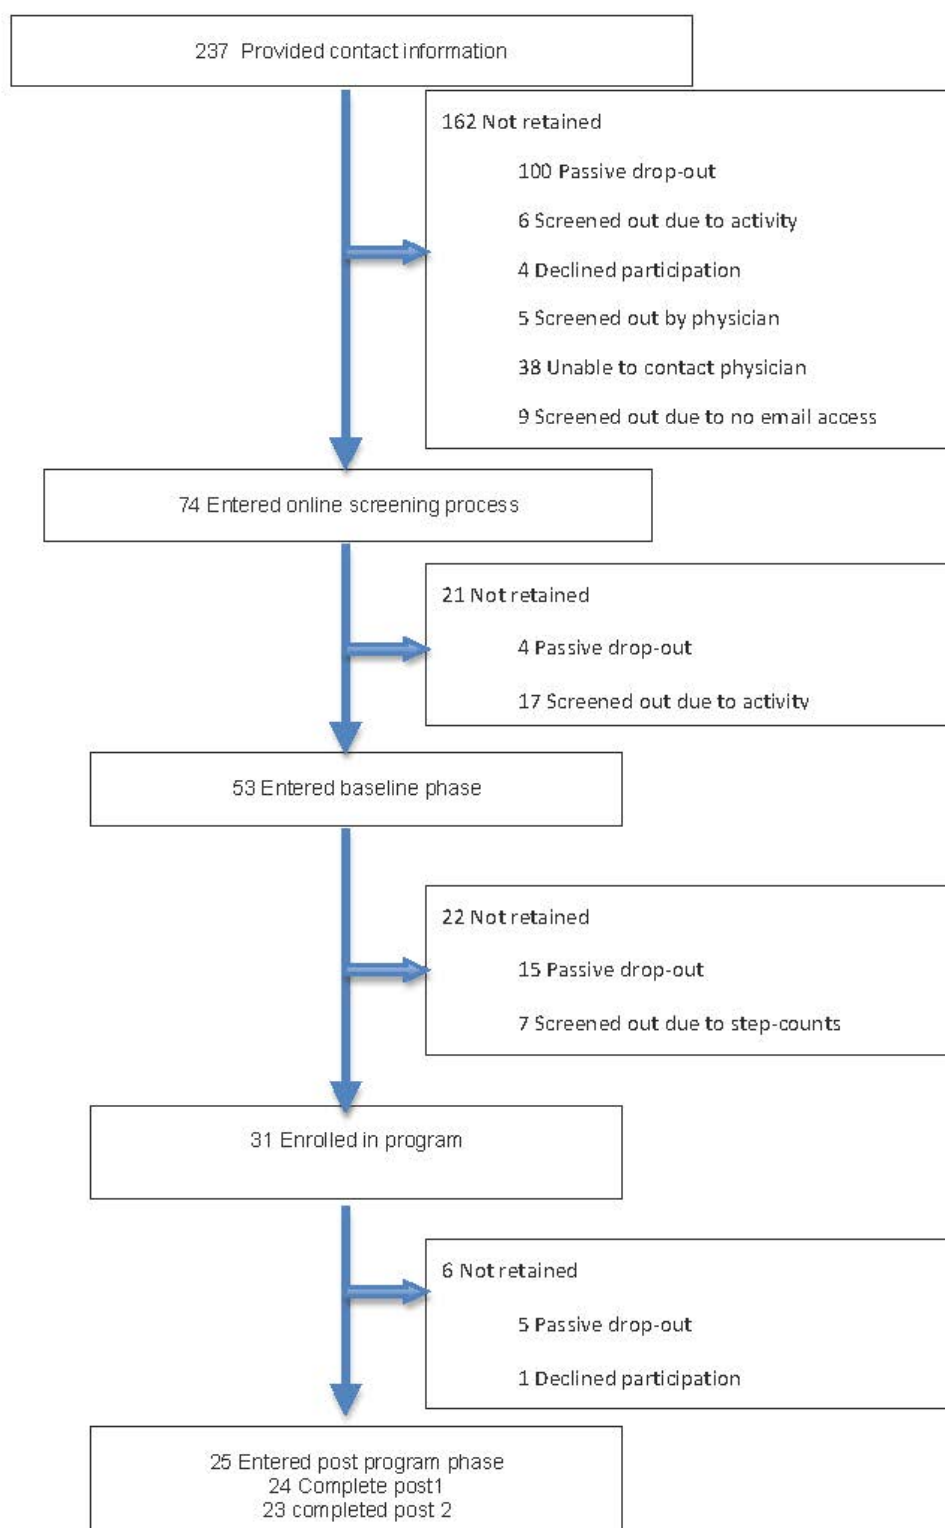 237 Provided contact information
162 Not retained
100 Passive drop-out
6 Screened out due to activity
4 Declined participation
5 Screened out by physician
38 Unable to contact physician
9 Screened out due to no email access
74 Entered online screening process
21 Not retained
4 Passive drop-out
17 Screened out due to activity
53 Entered baseline phase
22 Not retained
15 Passive drop-out
7 Screened out due to step-counts
31 Enrolled in program
6 Not retained
5 Passive drop-out
1 Declined participation
25 Entered post program phase
24 Complete post1
23 completed post 2